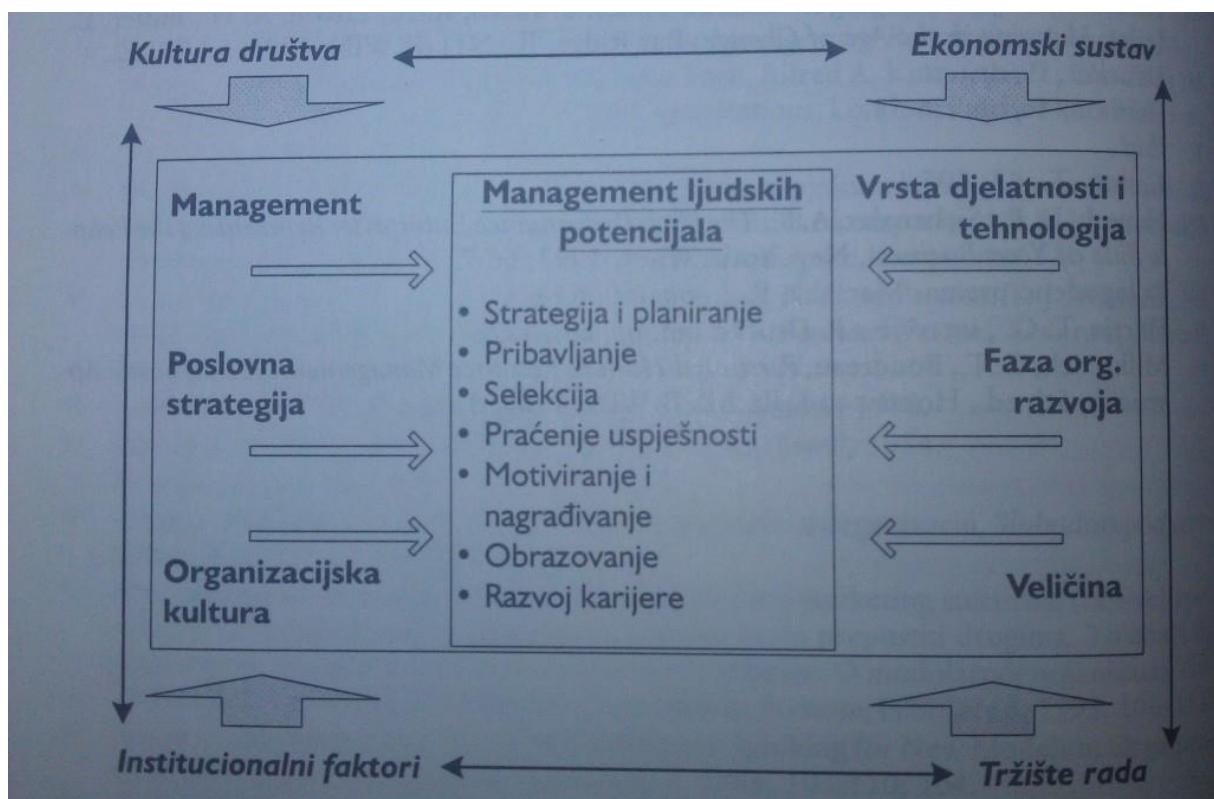 Kultura društva
Ekonomski sustav
Management
Management ljudskih
potencijala
Vrsta djelatnosti i
tehnologija
• Strategija i planiranje
• Pribavljanje
• Selekcija
• Praćenje uspješnosti
• Motiviranje i
nagrađivanje
• Obrazovanje
• Razvoj karijere
Poslovna
strategija
Faza org.
razvoja
Organizacijska
kultura
Veličina
Institucionalni faktori
Tržište rada